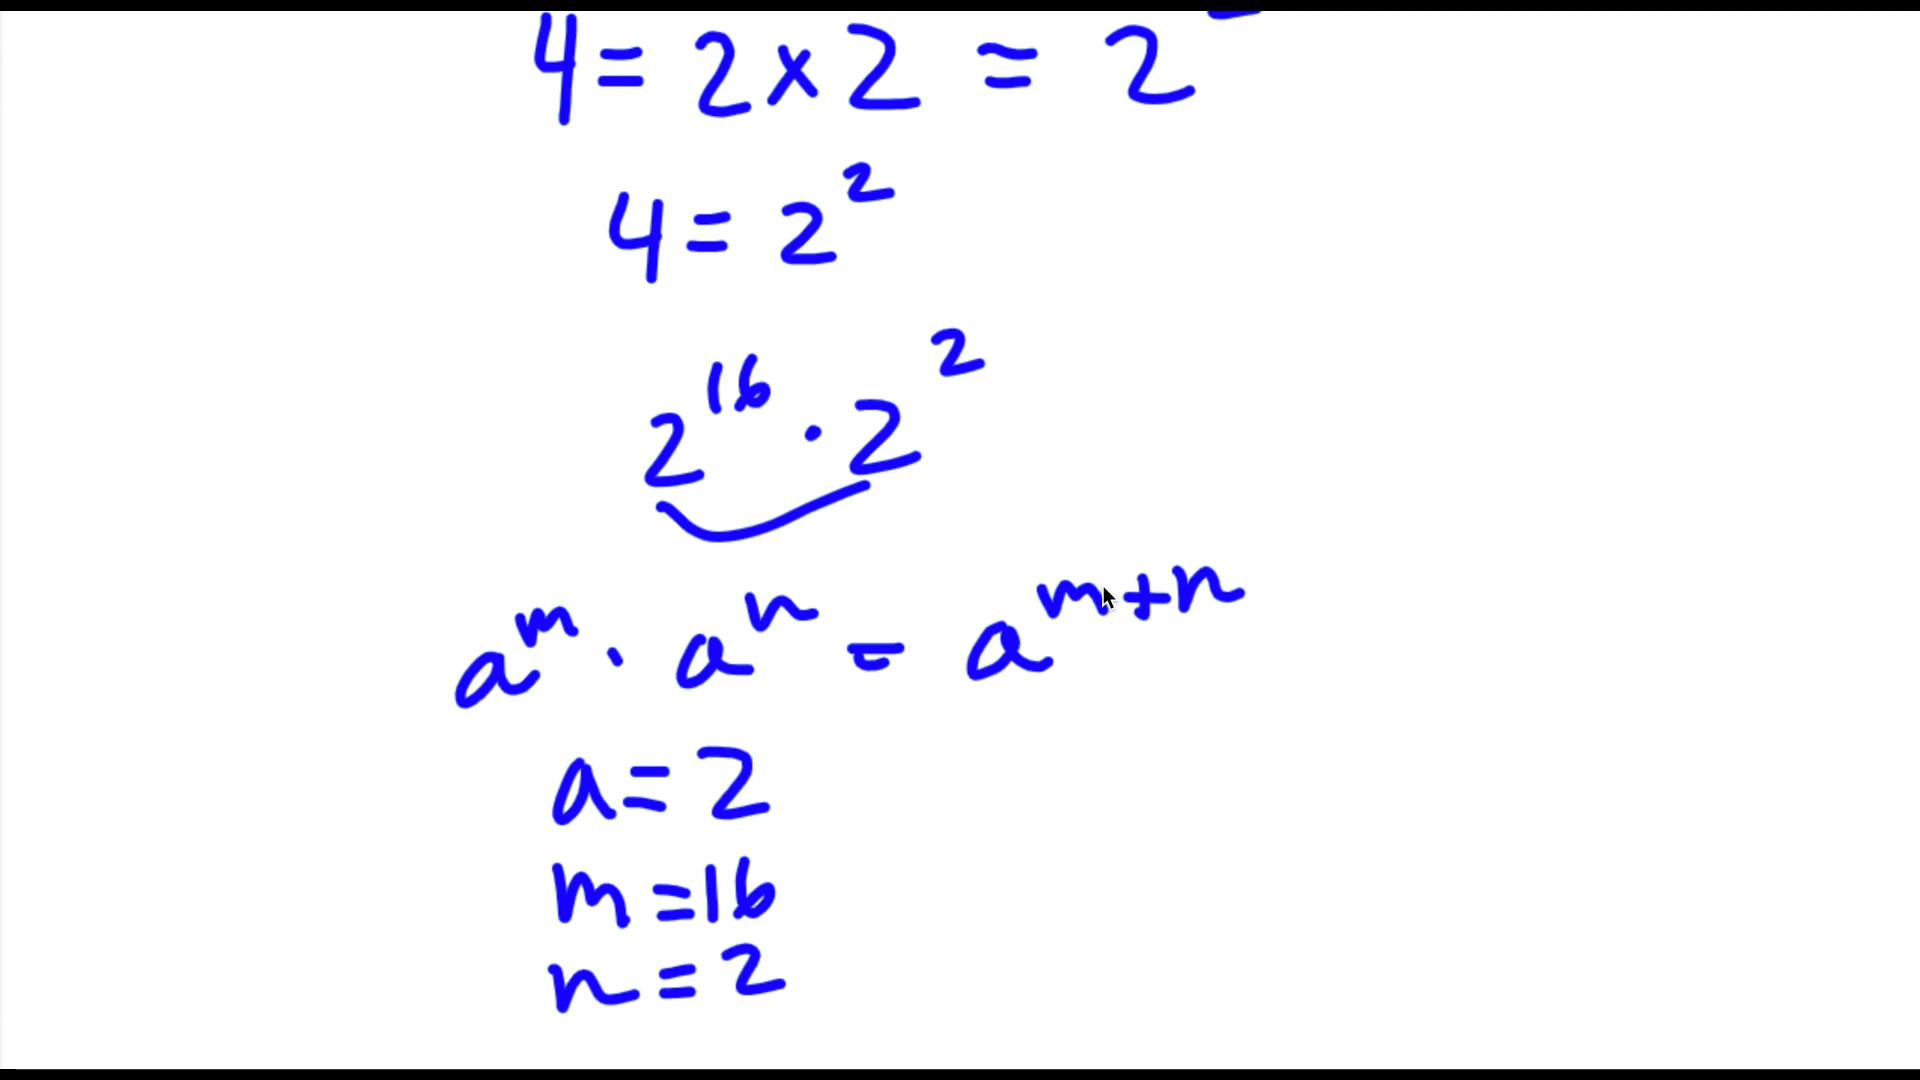 4 = 2 x 2 = 2
4 = 2²
2¹⁶ · 2²
aᵐ · aⁿ = aᵐ⁺ⁿ
a = 2
m = 16
n = 2